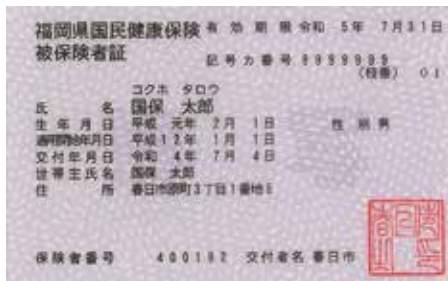 福岡県国民健康保険 有効期限 令和 5年 7月31日
被保険者証
記号カ番号 9999999
(枝番) 01
コクホ タロウ
氏名 国保 太郎
生年月日 平成 元年 2月 1日 性別 男
適用開始年月日 平成12年 1月 1日
交付年月日 令和 4年 7月 4日
世帯主氏名 国保 太郎
住所 春日市原町3丁目1番地5
保険者番号 400192 交付者名 春日市